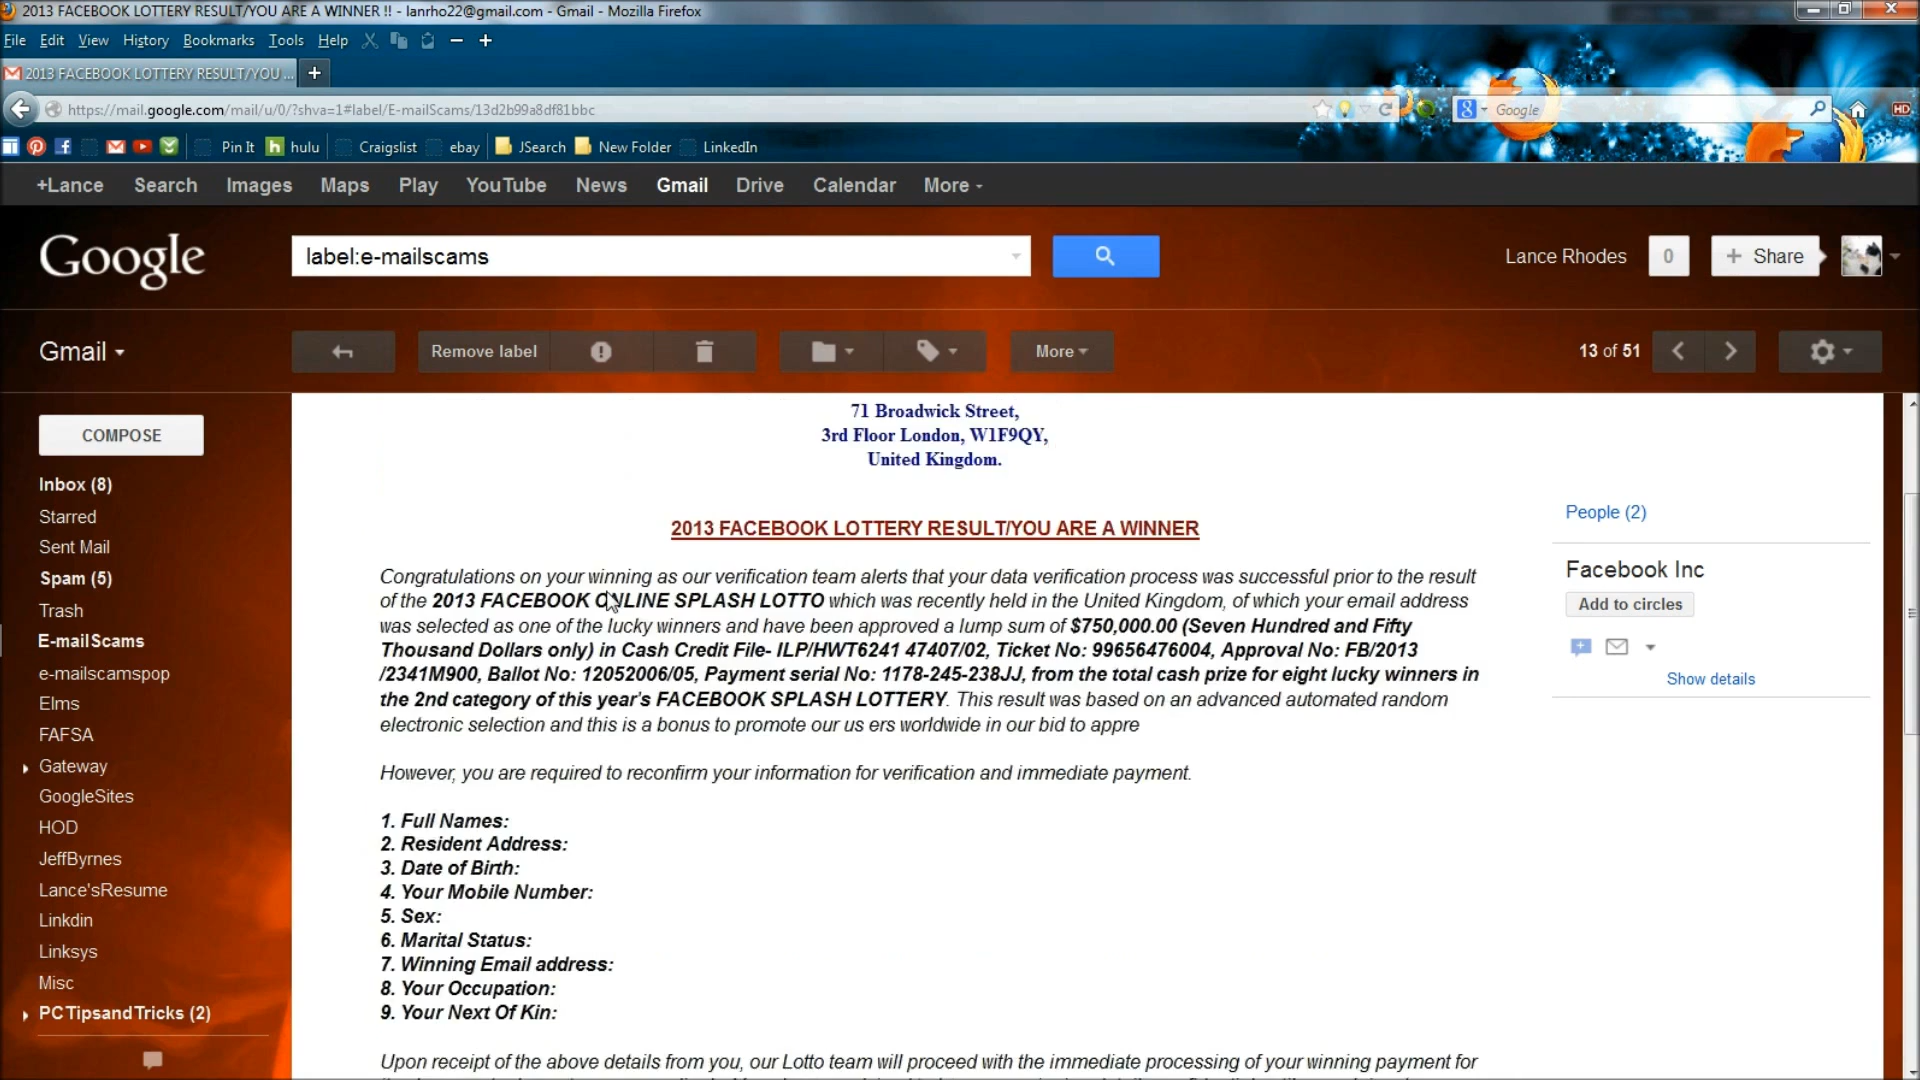 2013 FACEBOOK LOTTERY RESULT/YOU ARE A WINNER !! - lanrho22@gmail.com - Gmail - Mozilla Firefox
File Edit View History Bookmarks Tools Help
2013 FACEBOOK LOTTERY RESULT/YOU ...
https://mail.google.com/mail/u/0/?shva=1#label/E-mailScams/13d2b99a8df81bbc
Google
HD
Pin It hulu Craigslist ebay JSearch New Folder LinkedIn
+Lance Search Images Maps Play YouTube News Gmail Drive Calendar More
Google
label:e-mailscams
Lance Rhodes 0 + Share
Gmail
Remove label
More
13 of 51
COMPOSE
Inbox (8)
Starred
Sent Mail
Spam (5)
Trash
E-mailScams
e-mailscamspop
Elms
FAFSA
Gateway
GoogleSites
HOD
JeffByrnes
Lance'sResume
Linkdin
Linksys
Misc
PCTipsandTricks (2)
71 Broadwick Street,
3rd Floor London, W1F9QY,
United Kingdom.
2013 FACEBOOK LOTTERY RESULT/YOU ARE A WINNER
Congratulations on your winning as our verification team alerts that your data verification process was successful prior to the result
of the 2013 FACEBOOK ONLINE SPLASH LOTTO which was recently held in the United Kingdom, of which your email address
was selected as one of the lucky winners and have been approved a lump sum of $750,000.00 (Seven Hundred and Fifty
Thousand Dollars only) in Cash Credit File- ILP/HWT6241 47407/02, Ticket No: 99656476004, Approval No: FB/2013
/2341M900, Ballot No: 12052006/05, Payment serial No: 1178-245-238JJ, from the total cash prize for eight lucky winners in
the 2nd category of this year's FACEBOOK SPLASH LOTTERY. This result was based on an advanced automated random
electronic selection and this is a bonus to promote our us ers worldwide in our bid to appre
However, you are required to reconfirm your information for verification and immediate payment.
1. Full Names:
2. Resident Address:
3. Date of Birth:
4. Your Mobile Number:
5. Sex:
6. Marital Status:
7. Winning Email address:
8. Your Occupation:
9. Your Next Of Kin:
Upon receipt of the above details from you, our Lotto team will proceed with the immediate processing of your winning payment for
People (2)
Facebook Inc
Add to circles
Show details